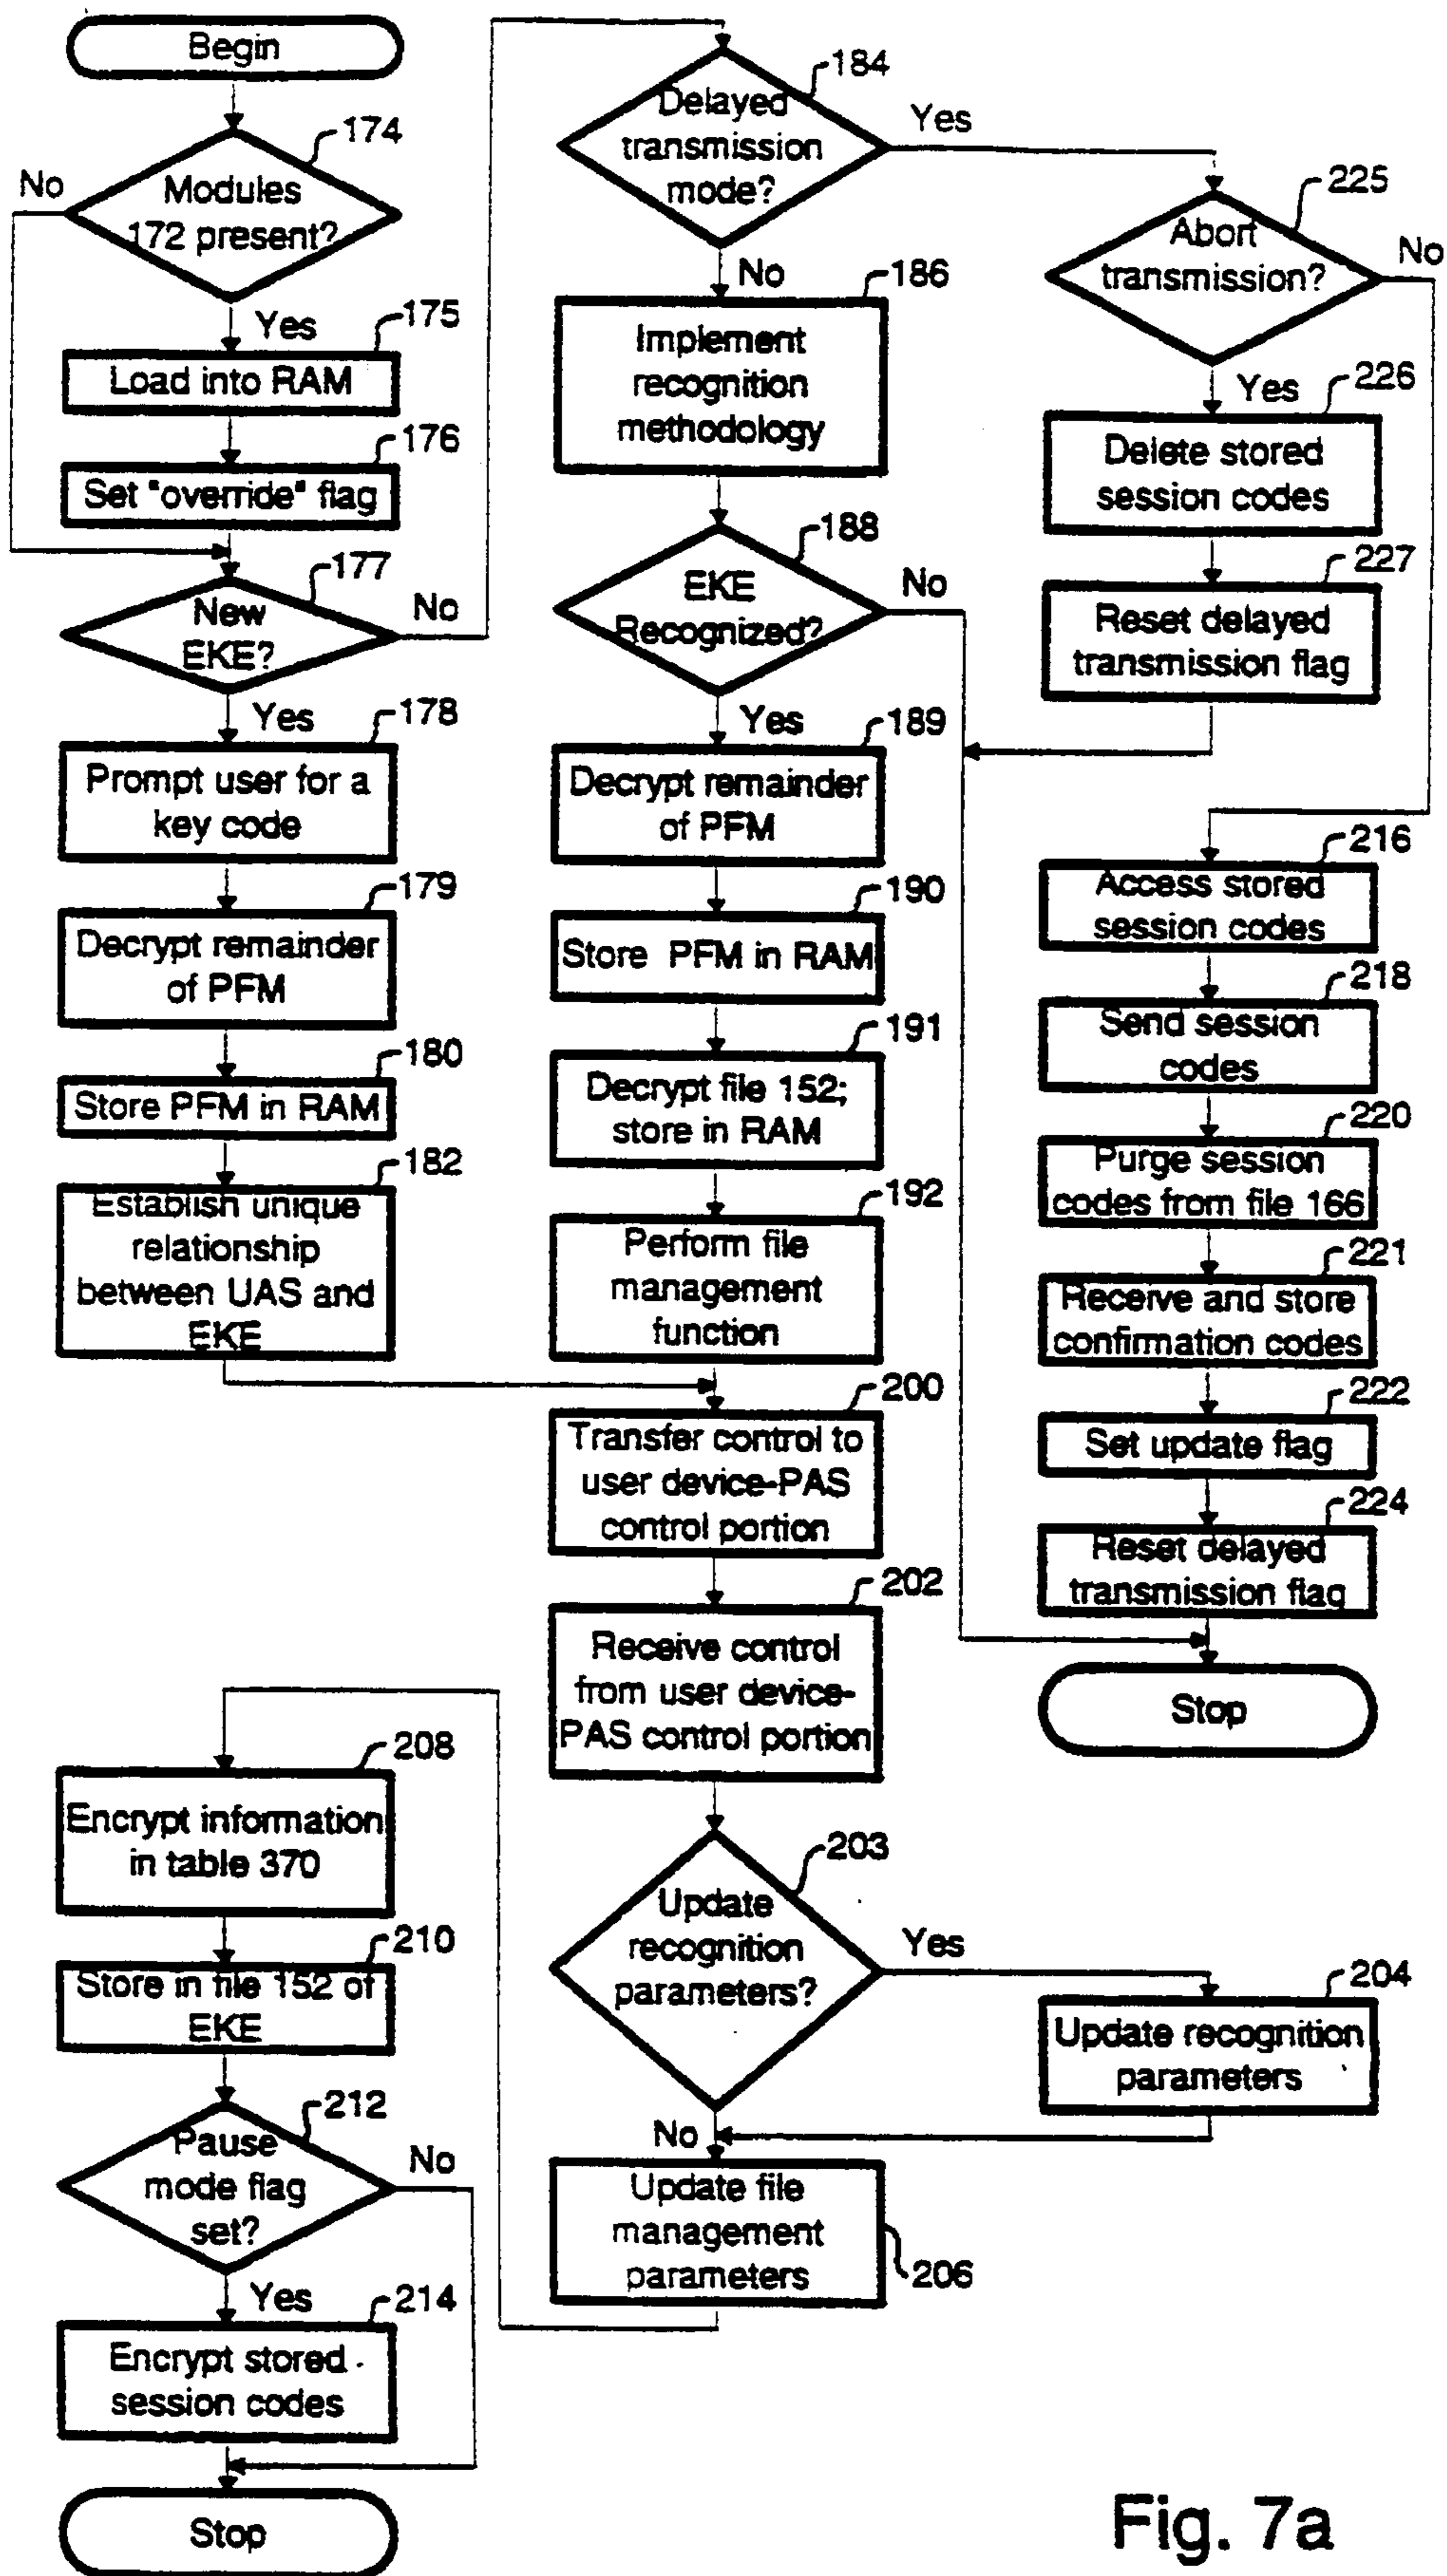 Begin
174
No
Modules
172 present?
Yes
175
Load into RAM
176
Set "override" flag
177
New
EKE?
No
Yes
178
Prompt user for a
key code
179
Decrypt remainder
of PFM
180
Store PFM in RAM
182
Establish unique
relationship
between UAS and
EKE
184
Delayed
transmission
mode?
Yes
No
186
Implement
recognition
methodology
188
EKE
Recognized?
No
Yes
189
Decrypt remainder
of PFM
190
Store PFM in RAM
191
Decrypt file 152;
store in RAM
192
Perform file
management
function
200
Transfer control to
user device-PAS
control portion
202
Receive control
from user device-
PAS control portion
203
Update
recognition
parameters?
Yes
204
Update recognition
parameters
No
Update file
management
parameters
206
225
Abort
transmission?
No
Yes
226
Delete stored
session codes
227
Reset delayed
transmission flag
216
Access stored
session codes
218
Send session
codes
220
Purge session
codes from file 166
221
Receive and store
confirmation codes
222
Set update flag
224
Reset delayed
transmission flag
Stop
208
Encrypt information
in table 370
210
Store in file 152 of
EKE
212
Pause
mode flag
set?
No
Yes
214
Encrypt stored
session codes
Stop
Fig. 7a